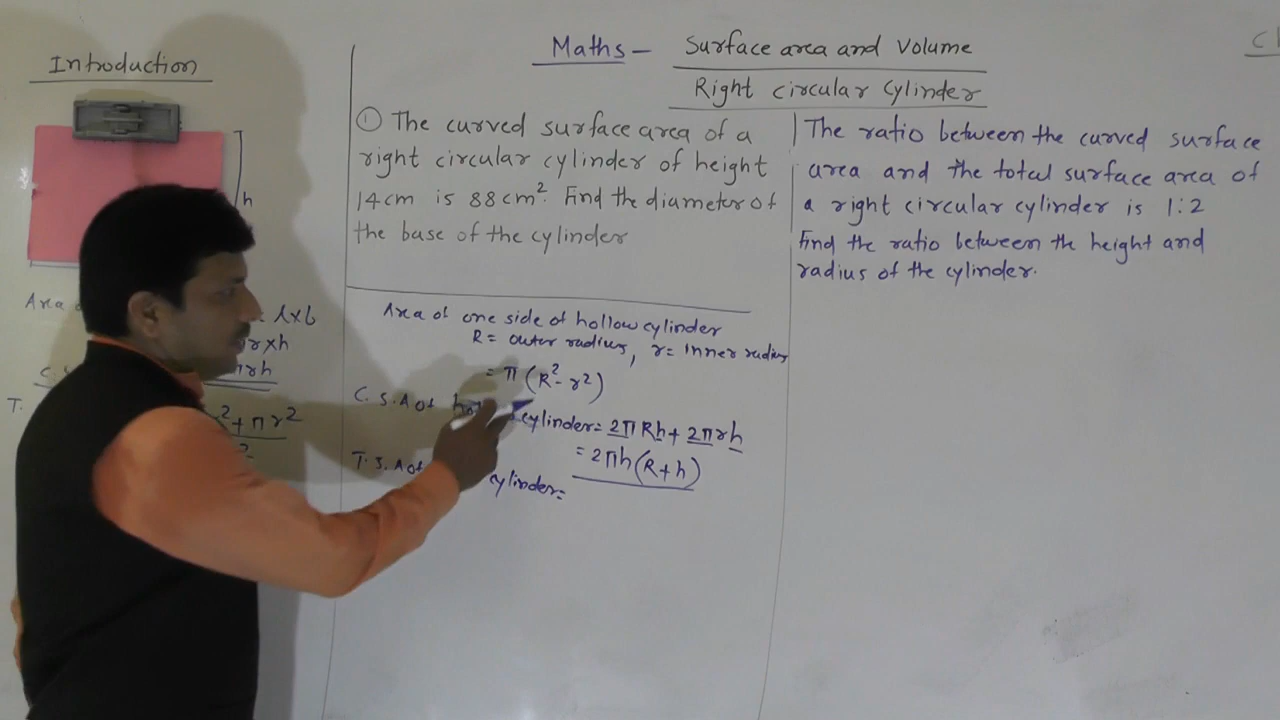 Introduction
h
Area
= l×b
r×h
πrh
T.
²+πr²
Maths – Surface area and Volume
Right circular Cylinder
① The curved surface area of a
right circular cylinder of height
14cm is 88cm². Find the diameter of
the base of the cylinder
Area of one side of hollow cylinder
R = outer radius, r = inner radius
= π(R²-r²)
C.S.A of cylinder = 2πRh + 2πrh
= 2πh(R+h)
T.S.A of cylinder =
The ratio between the curved surface
area and the total surface area of
a right circular cylinder is 1:2
Find the ratio between the height and
radius of the cylinder.
C